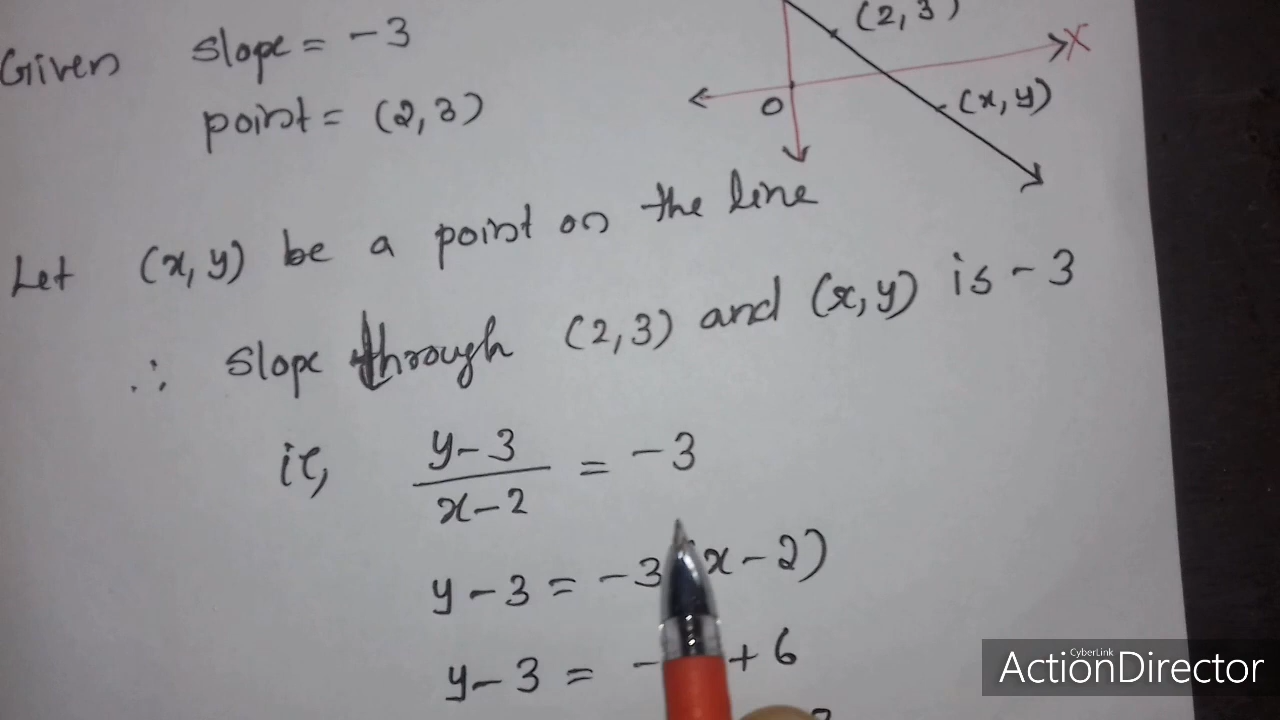 Given slope = -3
point = (2,3)
(2,3)
X
O
(x,y)
Let (x,y) be a point on the line
∴ slope through (2,3) and (x,y) is -3
ie, y-3/x-2 = -3
y-3 = -3(x-2)
y-3 = - +6
CyberLink
ActionDirector